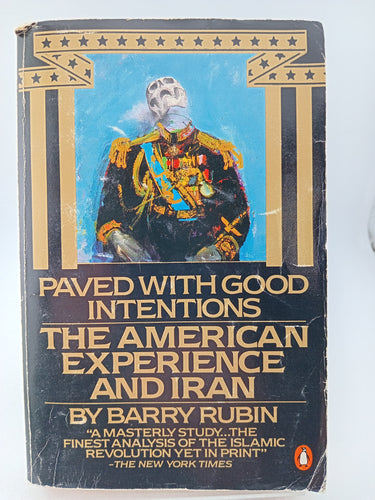 PAVED WITH GOOD
INTENTIONS
THE AMERICAN
EXPERIENCE
AND IRAN
BY BARRY RUBIN
"A MASTERLY STUDY...THE
FINEST ANALYSIS OF THE ISLAMIC
REVOLUTION YET IN PRINT"
-THE NEW YORK TIMES